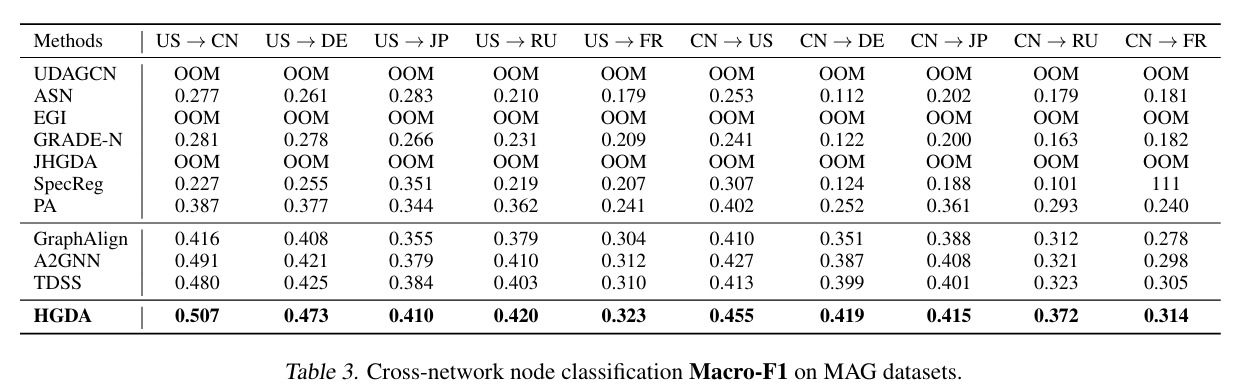 Methods US → CN US → DE US → JP US → RU US → FR CN → US CN → DE CN → JP CN → RU CN → FR
UDAGCN OOM OOM OOM OOM OOM OOM OOM OOM OOM OOM
ASN 0.277 0.261 0.283 0.210 0.179 0.253 0.112 0.202 0.179 0.181
EGI OOM OOM OOM OOM OOM OOM OOM OOM OOM OOM
GRADE-N 0.281 0.278 0.266 0.231 0.209 0.241 0.122 0.200 0.163 0.182
JHGDA OOM OOM OOM OOM OOM OOM OOM OOM OOM OOM
SpecReg 0.227 0.255 0.351 0.219 0.207 0.307 0.124 0.188 0.101 111
PA 0.387 0.377 0.344 0.362 0.241 0.402 0.252 0.361 0.293 0.240
GraphAlign 0.416 0.408 0.355 0.379 0.304 0.410 0.351 0.388 0.312 0.278
A2GNN 0.491 0.421 0.379 0.410 0.312 0.427 0.387 0.408 0.321 0.298
TDSS 0.480 0.425 0.384 0.403 0.310 0.413 0.399 0.401 0.323 0.305
HGDA 0.507 0.473 0.410 0.420 0.323 0.455 0.419 0.415 0.372 0.314
Table 3. Cross-network node classification Macro-F1 on MAG datasets.